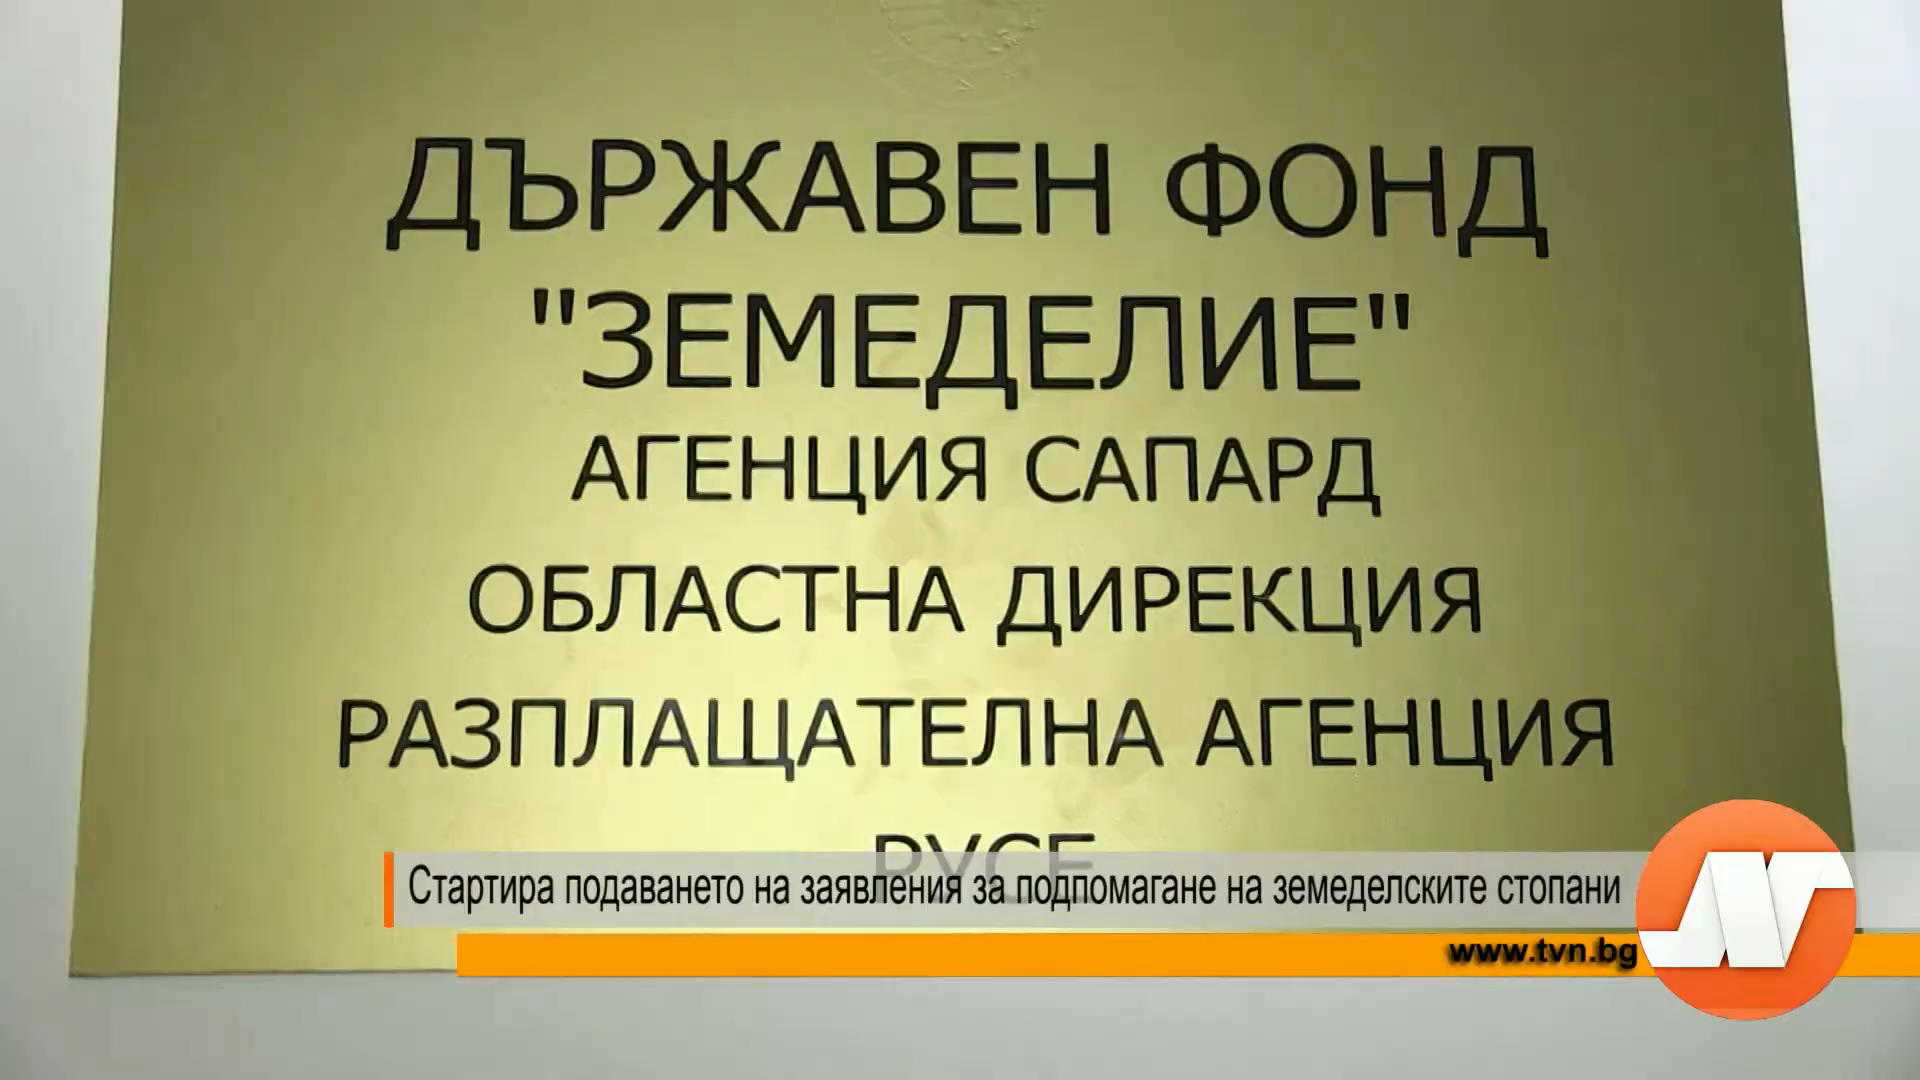 ДЪРЖАВЕН ФОНД
"ЗЕМЕДЕЛИЕ"
АГЕНЦИЯ САПАРД
ОБЛАСТНА ДИРЕКЦИЯ
РАЗПЛАЩАТЕЛНА АГЕНЦИЯ
РУСЕ
Стартира подаването на заявления за подпомагане на земеделските стопани
www.tvn.bg